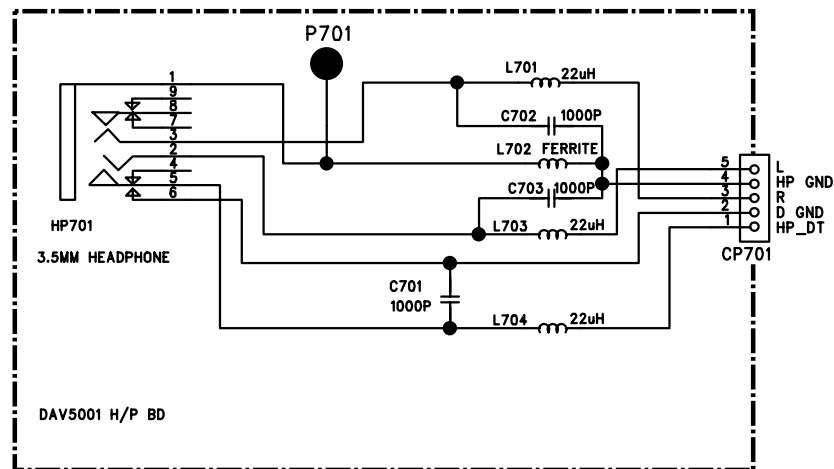 P701
L701 22uH
1
9
8
7
3
2
4
5
6
C702 1000P
L702 FERRITE
C703 1000P
5 L
4 HP GND
3 R
2 D GND
1 HP_DT
HP701
L703 22uH
CP701
3.5MM HEADPHONE
C701
1000P
L704 22uH
DAV5001 H/P BD